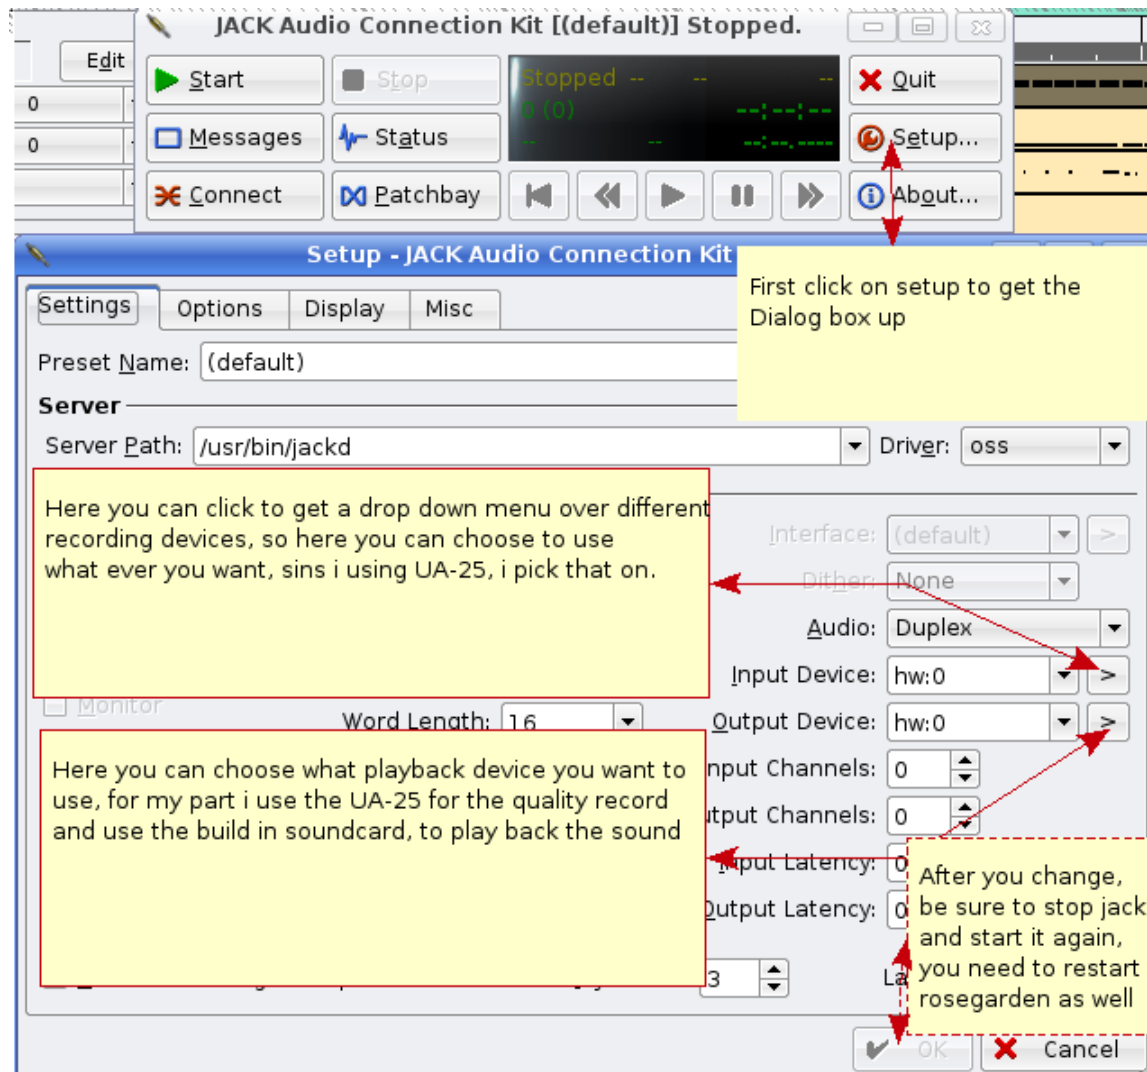 JACK Audio Connection Kit [(default)] Stopped.
Edit
Start
Stop
Stopped -- -- --
Quit
0
0 (0) --:--:--
Messages
Status
-- -- --:--.----
Setup...
0
Connect
Patchbay
About...
Setup - JACK Audio Connection Kit
First click on setup to get the
Dialog box up
Settings
Options
Display
Misc
Preset Name: (default)
Server
Server Path: /usr/bin/jackd
Driver: oss
Here you can click to get a drop down menu over different
recording devices, so here you can choose to use
what ever you want, sins i using UA-25, i pick that on.
Interface: (default) >
Dither: None
Audio: Duplex
Input Device: hw:0 >
Monitor
Word Length: 16
Output Device: hw:0 >
Here you can choose what playback device you want to
use, for my part i use the UA-25 for the quality record
and use the build in soundcard, to play back the sound
nput Channels: 0
utput Channels: 0
Input Latency: 0
Output Latency: 0
After you change,
be sure to stop jack
and start it again,
you need to restart
rosegarden as well
3
La
OK
Cancel